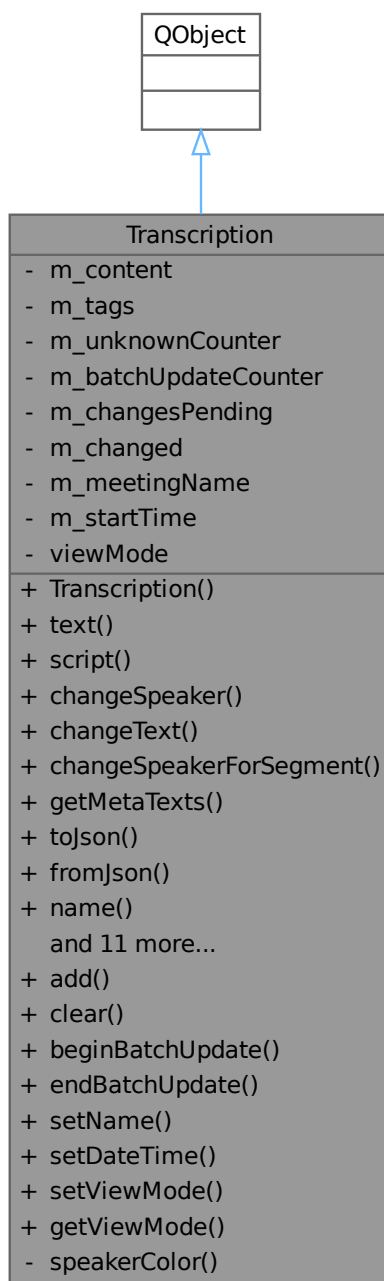 QObject
Transcription
- m_content
- m_tags
- m_unknownCounter
- m_batchUpdateCounter
- m_changesPending
- m_changed
- m_meetingName
- m_startTime
- viewMode
+ Transcription()
+ text()
+ script()
+ changeSpeaker()
+ changeText()
+ changeSpeakerForSegment()
+ getMetaTexts()
+ toJson()
+ fromJson()
+ name()
and 11 more...
+ add()
+ clear()
+ beginBatchUpdate()
+ endBatchUpdate()
+ setName()
+ setDateTime()
+ setViewMode()
+ getViewMode()
- speakerColor()